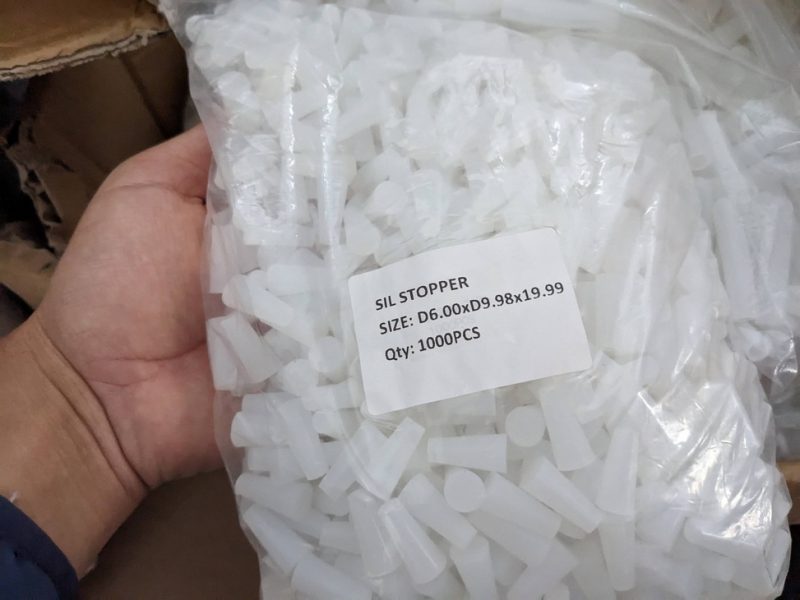 SIL STOPPER
SIZE: D6.00xD9.98x19.99
Qty: 1000PCS